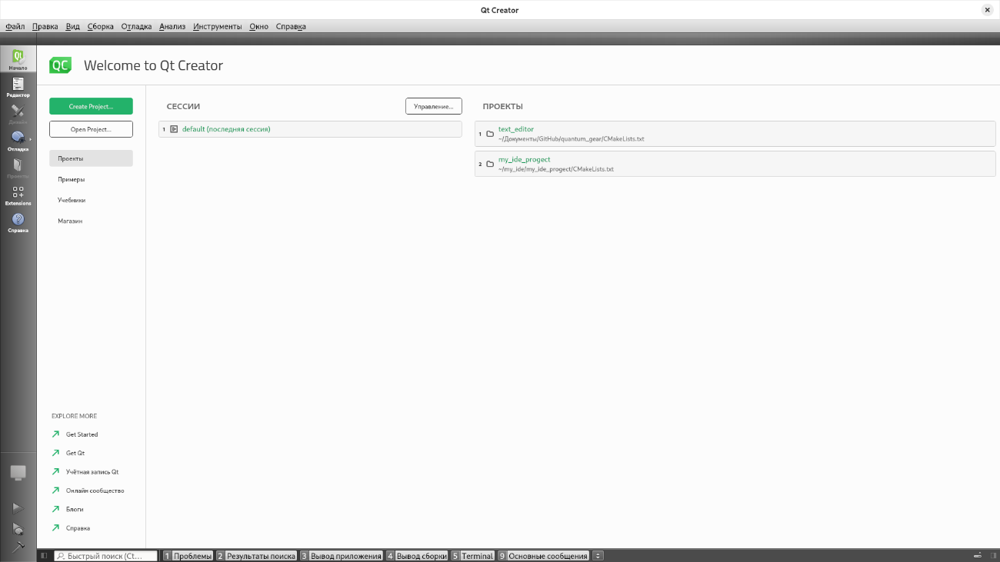 Qt Creator
Файл Правка Вид Сборка Отладка Анализ Инструменты Окно Справка
Начало
Редактор
Дизайн
Отладка
Проекты
Extensions
Справка
QC Welcome to Qt Creator
Create Project...
Open Project...
Проекты
Примеры
Учебники
Магазин
СЕССИИ
Управление...
1 default (последняя сессия)
ПРОЕКТЫ
1 text_editor
~/Документы/GitHub/quantum_gear/CMakeLists.txt
2 my_ide_progect
~/my_ide/my_ide_progect/CMakeLists.txt
EXPLORE MORE
Get Started
Get Qt
Учётная запись Qt
Онлайн сообщество
Блоги
Справка
Быстрый поиск (Ct...
1 Проблемы 2 Результаты поиска 3 Вывод приложения 4 Вывод сборки 5 Terminal 9 Основные сообщения